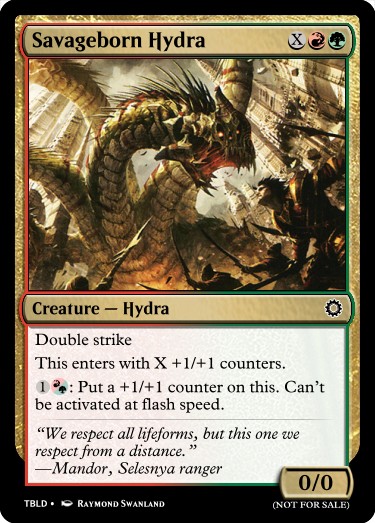 Savageborn Hydra X
Creature — Hydra
Double strike
This enters with X +1/+1 counters.
1 : Put a +1/+1 counter on this. Can't
be activated at flash speed.
"We respect all lifeforms, but this one we
respect from a distance."
—Mandor, Selesnya ranger
0/0
TBLD • RAYMOND SWANLAND (NOT FOR SALE)